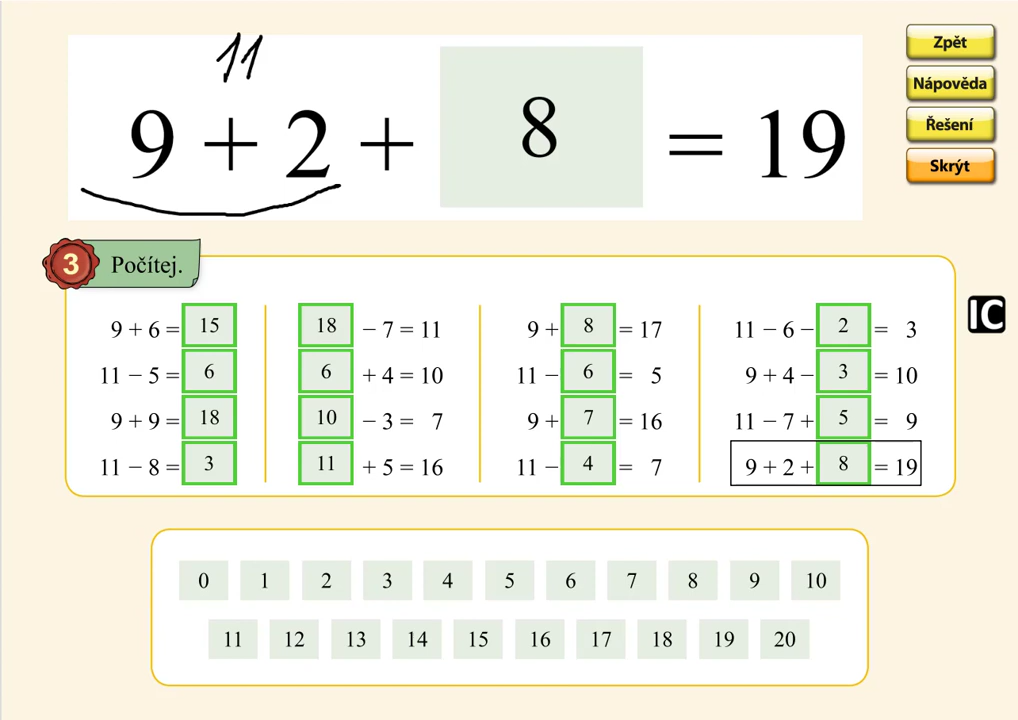 11
9 + 2 + 8 = 19
Zpět
Nápověda
Řešení
Skrýt
3 Počítej.
9 + 6 = 15
11 − 5 = 6
9 + 9 = 18
11 − 8 = 3
18 − 7 = 11
6 + 4 = 10
10 − 3 = 7
11 + 5 = 16
9 + 8 = 17
11 − 6 = 5
9 + 7 = 16
11 − 4 = 7
11 − 6 − 2 = 3
9 + 4 − 3 = 10
11 − 7 + 5 = 9
9 + 2 + 8 = 19
IC
0 1 2 3 4 5 6 7 8 9 10
11 12 13 14 15 16 17 18 19 20